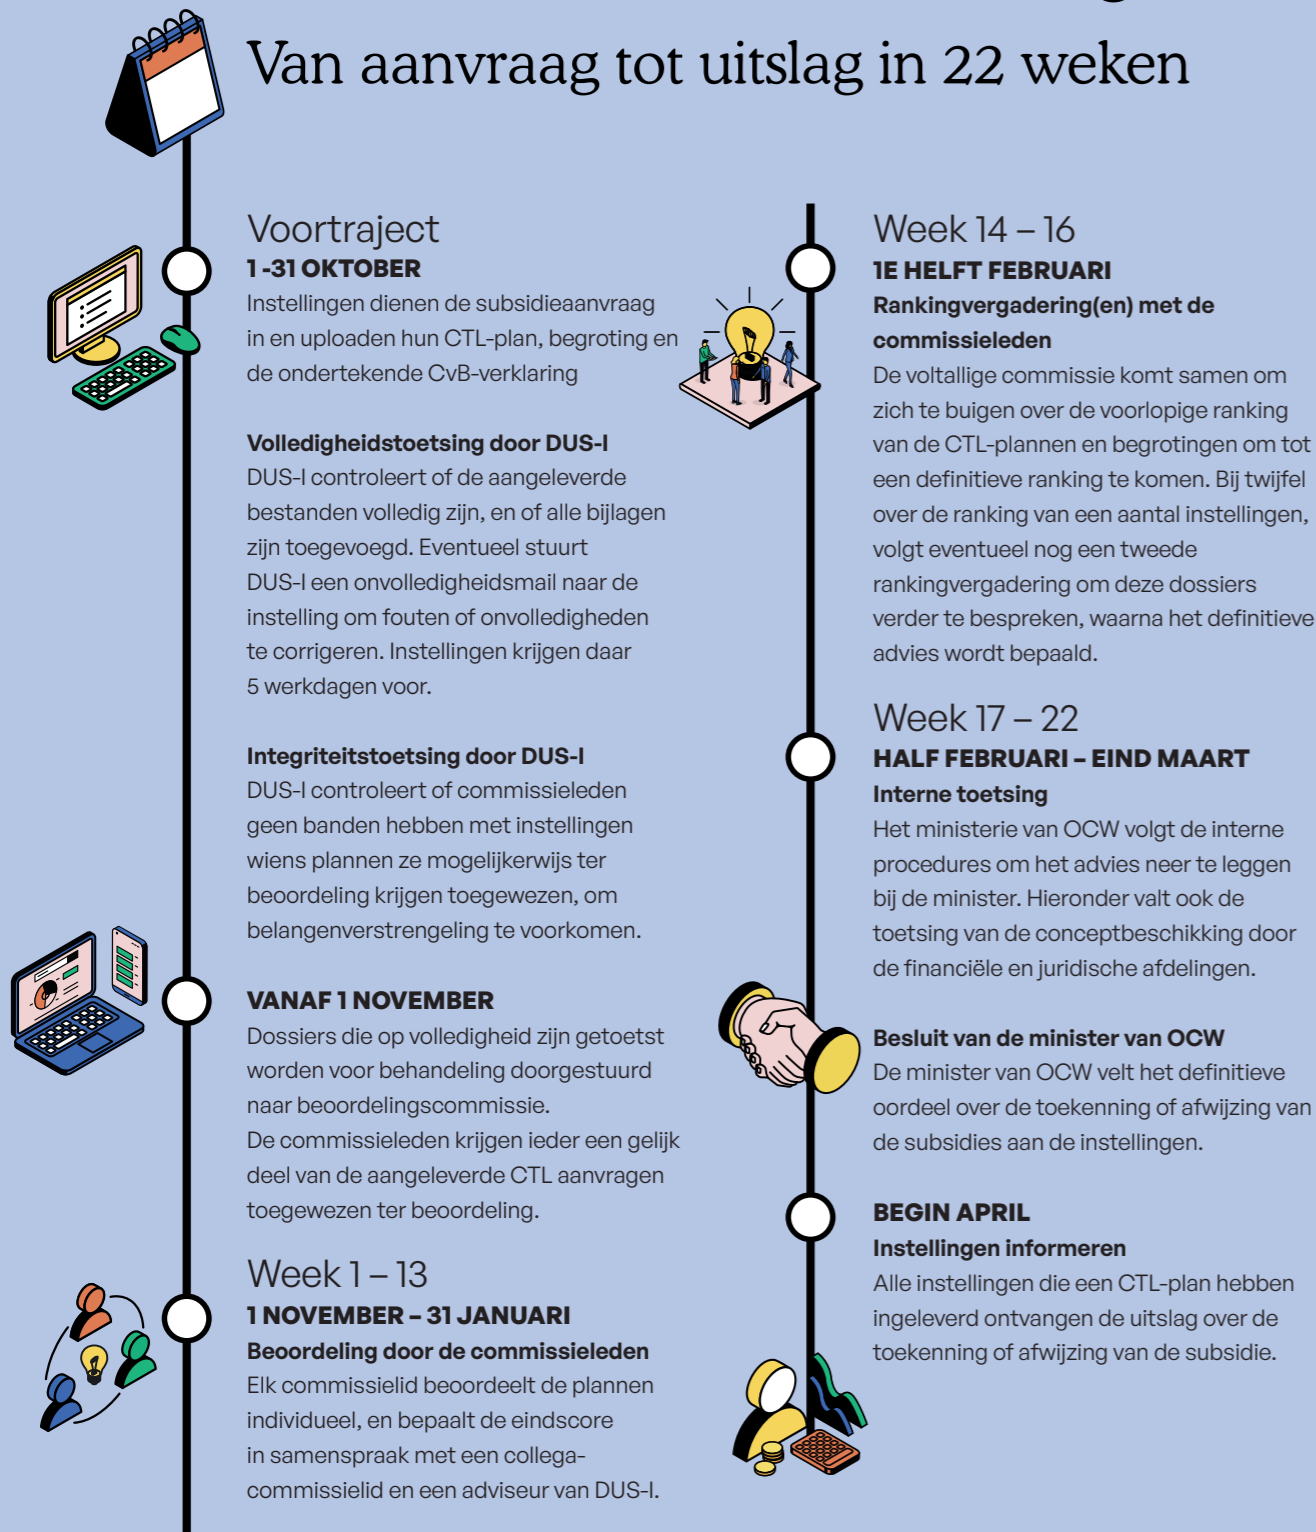 Van aanvraag tot uitslag in 22 weken
Voortraject
1 -31 OKTOBER
Instellingen dienen de subsidieaanvraag
in en uploaden hun CTL-plan, begroting en
de ondertekende CvB-verklaring
Volledigheidstoetsing door DUS-I
DUS-I controleert of de aangeleverde
bestanden volledig zijn, en of alle bijlagen
zijn toegevoegd. Eventueel stuurt
DUS-I een onvolledigheidsmail naar de
instelling om fouten of onvolledigheden
te corrigeren. Instellingen krijgen daar
5 werkdagen voor.
Integriteitstoetsing door DUS-I
DUS-I controleert of commissieleden
geen banden hebben met instellingen
wiens plannen ze mogelijkerwijs ter
beoordeling krijgen toegewezen, om
belangenverstrengeling te voorkomen.
VANAF 1 NOVEMBER
Dossiers die op volledigheid zijn getoetst
worden voor behandeling doorgestuurd
naar beoordelingscommissie.
De commissieleden krijgen ieder een gelijk
deel van de aangeleverde CTL aanvragen
toegewezen ter beoordeling.
Week 1 – 13
1 NOVEMBER – 31 JANUARI
Beoordeling door de commissieleden
Elk commissielid beoordeelt de plannen
individueel, en bepaalt de eindscore
in samenspraak met een collega-
commissielid en een adviseur van DUS-I.
Week 14 – 16
1E HELFT FEBRUARI
Rankingvergadering(en) met de
commissieleden
De voltallige commissie komt samen om
zich te buigen over de voorlopige ranking
van de CTL-plannen en begrotingen om tot
een definitieve ranking te komen. Bij twijfel
over de ranking van een aantal instellingen,
volgt eventueel nog een tweede
rankingvergadering om deze dossiers
verder te bespreken, waarna het definitieve
advies wordt bepaald.
Week 17 – 22
HALF FEBRUARI – EIND MAART
Interne toetsing
Het ministerie van OCW volgt de interne
procedures om het advies neer te leggen
bij de minister. Hieronder valt ook de
toetsing van de conceptbeschikking door
de financiële en juridische afdelingen.
Besluit van de minister van OCW
De minister van OCW velt het definitieve
oordeel over de toekenning of afwijzing van
de subsidies aan de instellingen.
BEGIN APRIL
Instellingen informeren
Alle instellingen die een CTL-plan hebben
ingeleverd ontvangen de uitslag over de
toekenning of afwijzing van de subsidie.